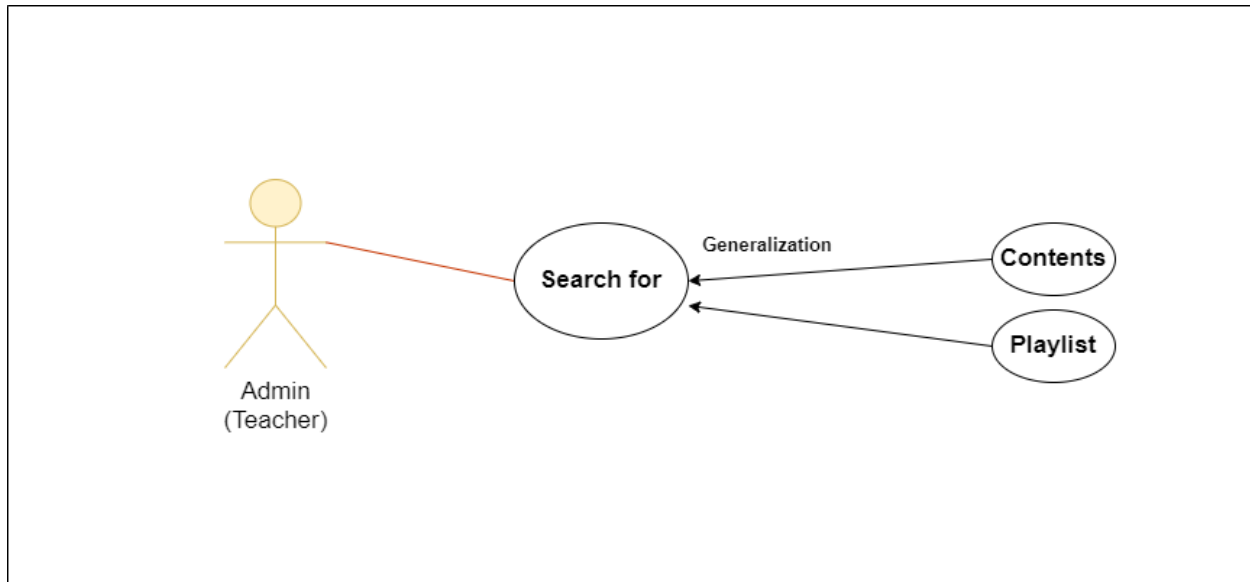 Generalization
Contents
Search for
Playlist
Admin
(Teacher)